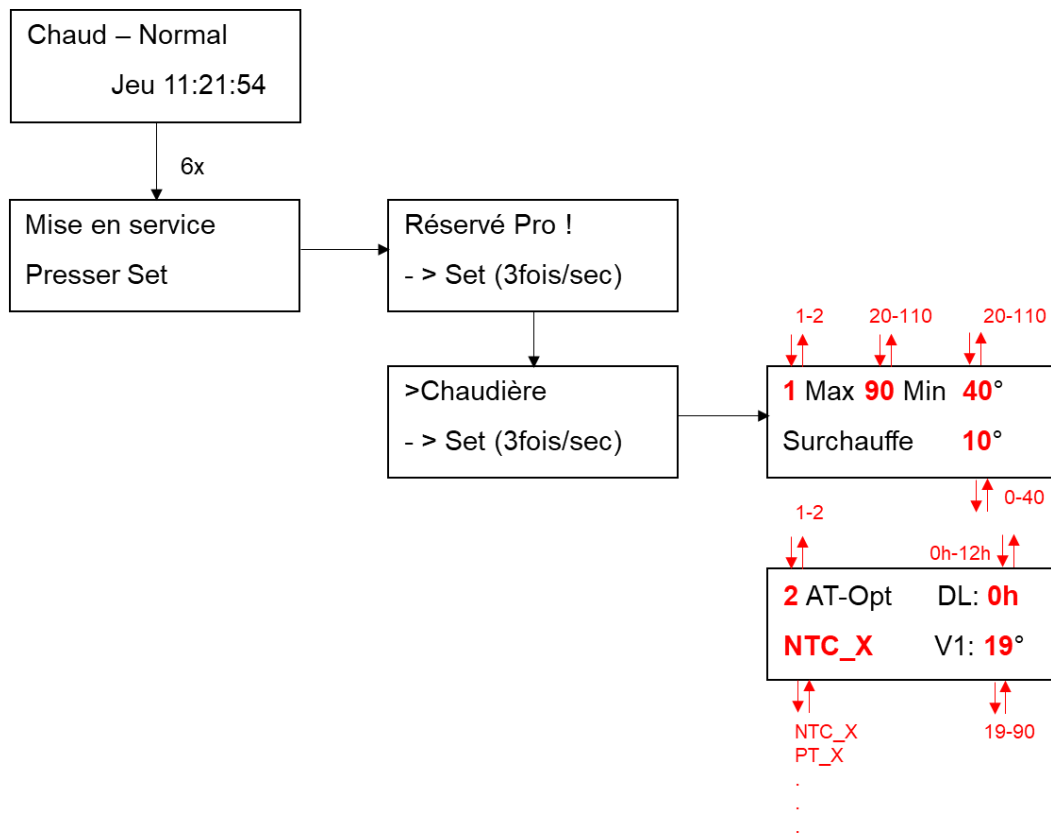 Chaud – Normal
Jeu 11:21:54
6x
Mise en service
Presser Set
Réservé Pro !
- > Set (3fois/sec)
>Chaudière
- > Set (3fois/sec)
1-2 20-110 20-110
1 Max 90 Min 40°
Surchauffe 10°
0-40
1-2
0h-12h
2 AT-Opt DL: 0h
NTC_X V1: 19°
NTC_X 19-90
PT_X
.
.
.